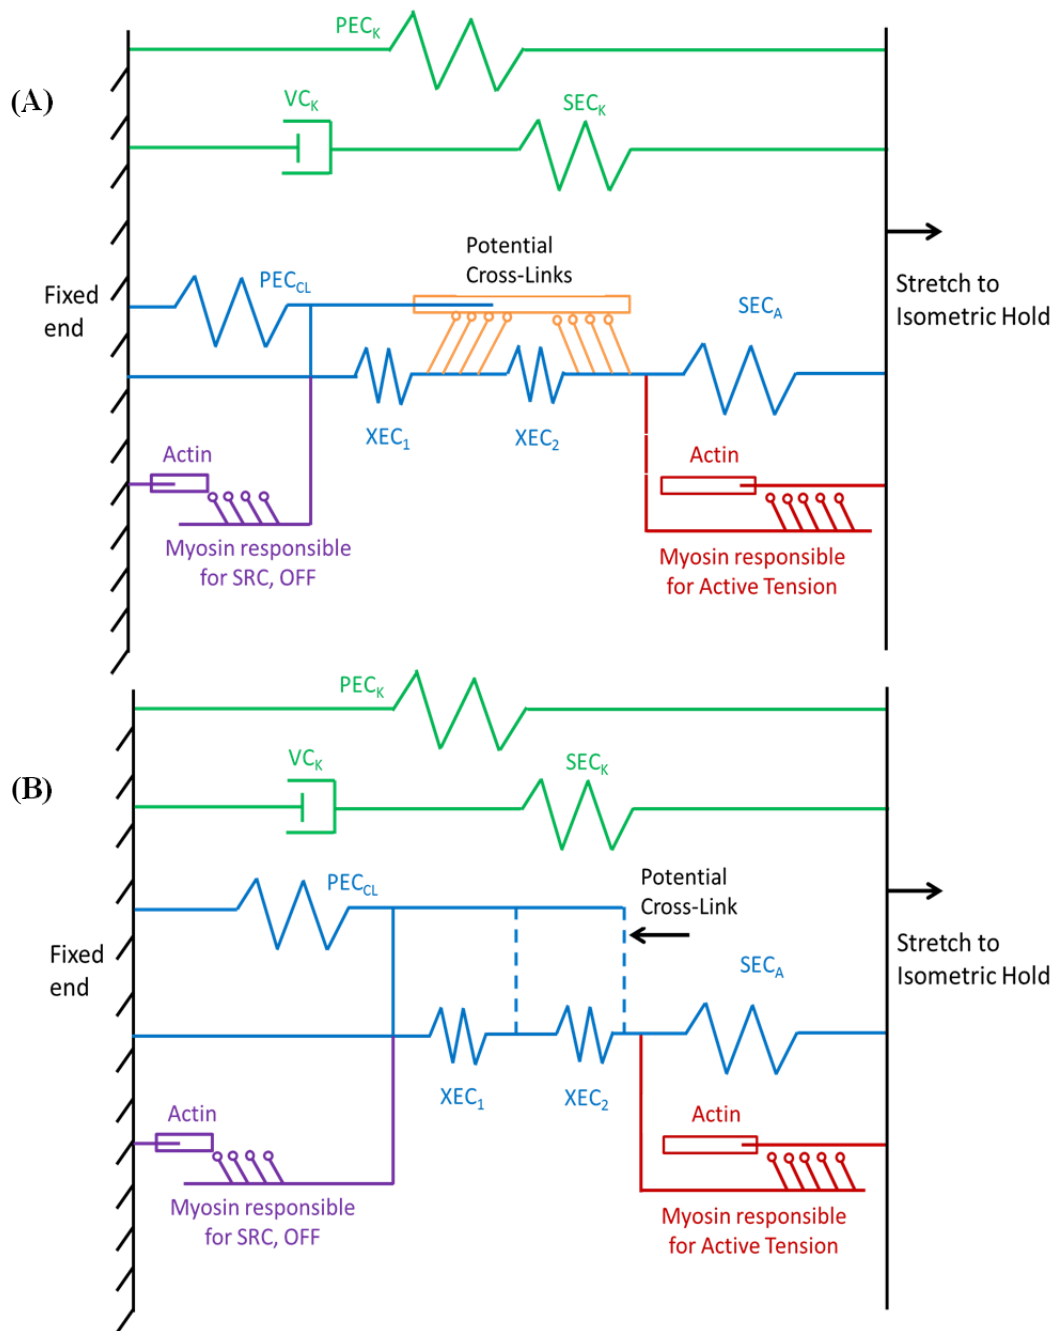 PECK
(A)
VCK
SECK
Potential
Cross-Links
PECCL
Fixed
end
SECA
Stretch to
Isometric Hold
XEC1
XEC2
Actin
Actin
Myosin responsible
for SRC, OFF
Myosin responsible
for Active Tension
PECK
(B)
VCK
SECK
PECCL
Potential
Cross-Link
Fixed
end
SECA
Stretch to
Isometric Hold
XEC1
XEC2
Actin
Actin
Myosin responsible
for SRC, OFF
Myosin responsible
for Active Tension